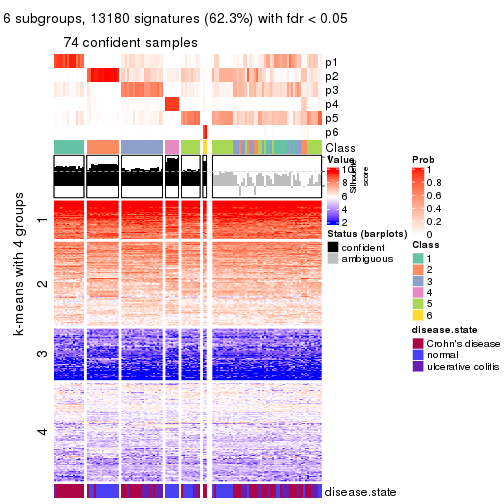 6 subgroups, 13180 signatures (62.3%) with fdr < 0.05
74 confident samples
p1
p2
p3
p4
p5
p6
Class
Silhouette
score
k-means with 4 groups
1
2
3
4
disease.state
Value
10
8
6
4
2
Status (barplots)
confident
ambiguous
Prob
1
0.8
0.6
0.4
0.2
0
Class
1
2
3
4
5
6
disease.state
Crohn's disease
normal
ulcerative colitis